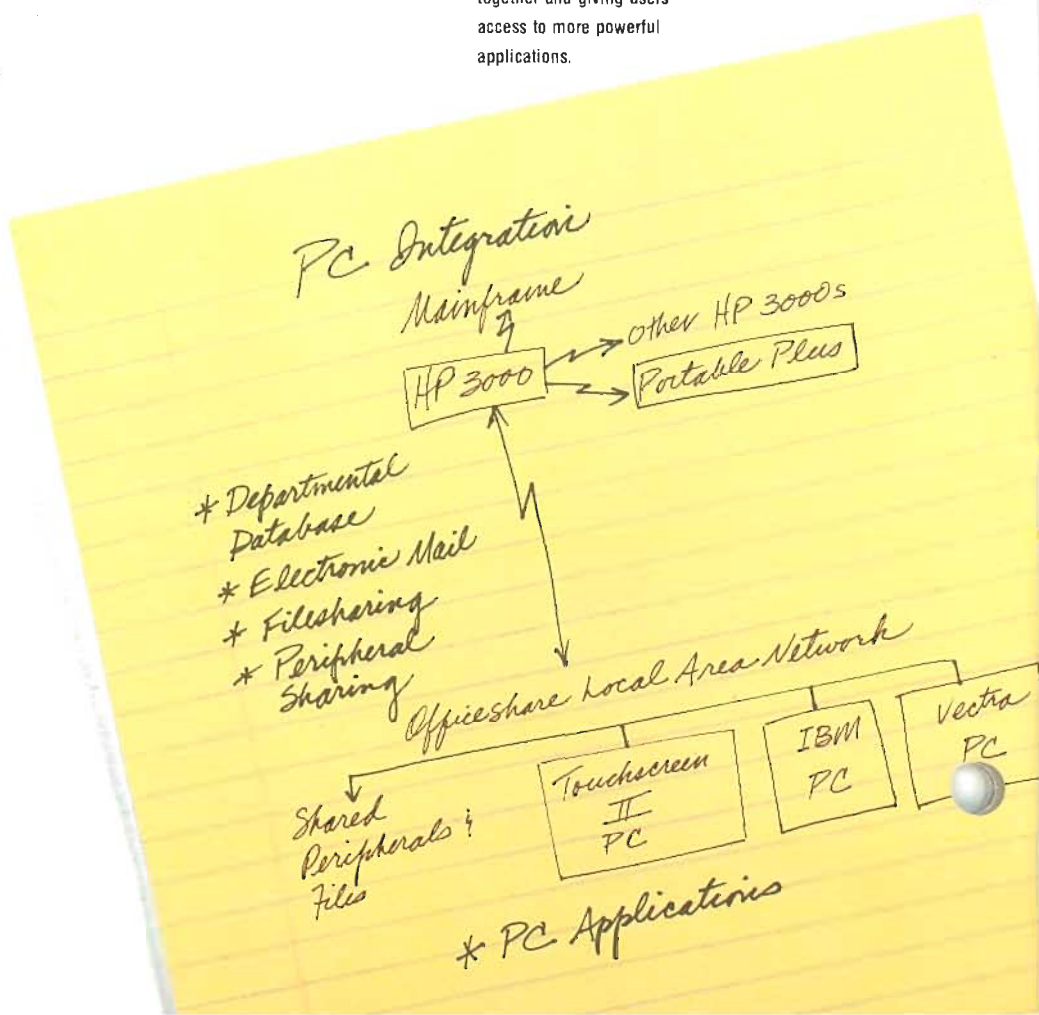 together and giving users
access to more powerful
applications.
PC Integration
Mainframe
HP 3000
Other HP 3000s
Portable Plus
* Departmental
Database
* Electronic Mail
* Filesharing
* Peripheral
Sharing
Officeshare Local Area Network
Shared
Peripherals &
Files
Touchscreen
II
PC
IBM
PC
Vectra
PC
* PC Applications